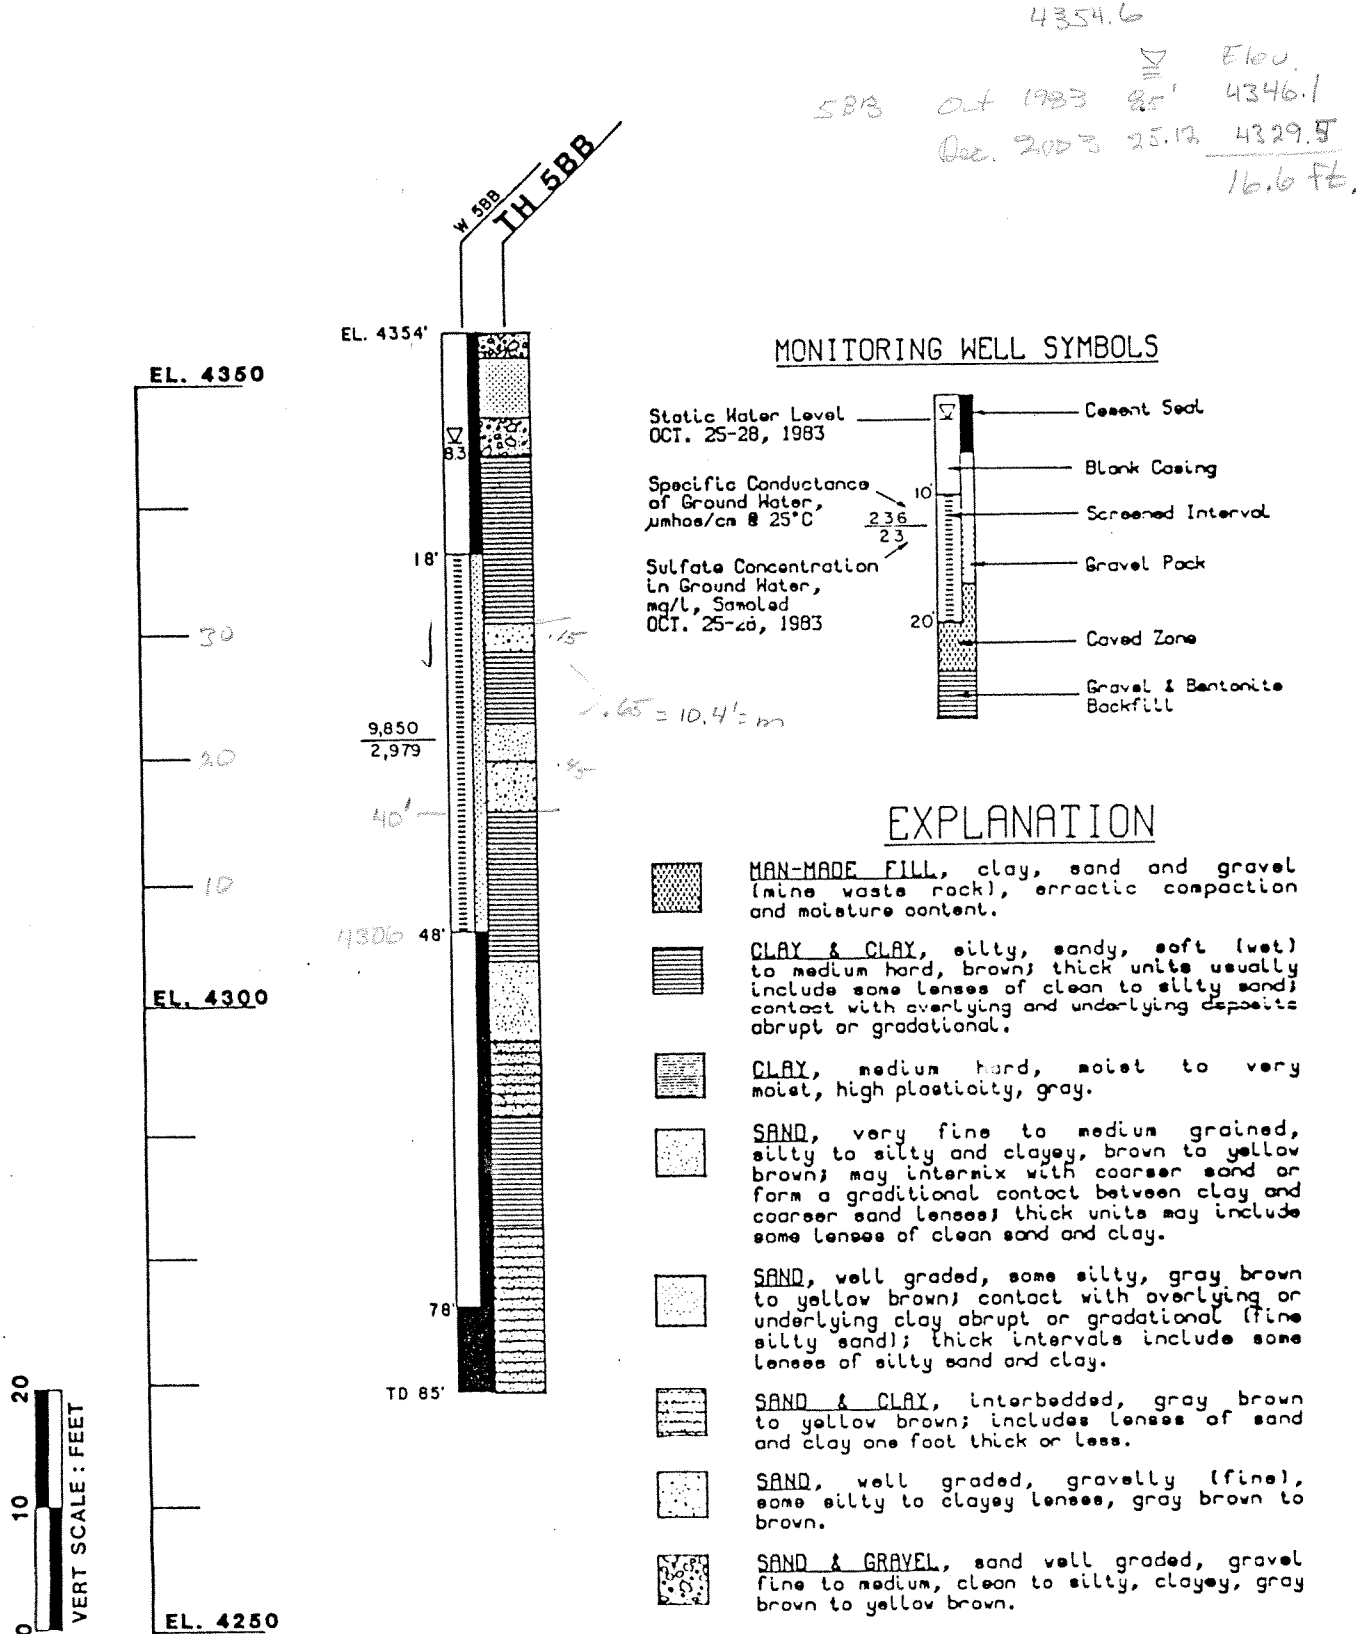 4354.6
Elev.
5BB Oct 1983 8.5' 4346.1
Dec. 2003 25.12 4329.5
16.6 ft.
W 5BB
TH 5BB
EL. 4354'
EL. 4350
8.3
18'
30
.15
.65 = 10.4' = m
9,850
2,979
20
40'
10
4306 48'
EL. 4300
78'
TD 85'
EL. 4250
20
10
0
VERT SCALE: FEET
MONITORING WELL SYMBOLS
Static Water Level
OCT. 25-28, 1983
Specific Conductance
of Ground Water,
µmhos/cm @ 25°C
236
23
Sulfate Concentration
in Ground Water,
mg/l, Sampled
OCT. 25-28, 1983
10'
20'
Cement Seal
Blank Casing
Screened Interval
Gravel Pack
Caved Zone
Gravel & Bentonite
Backfill
EXPLANATION
MAN-MADE FILL, clay, sand and gravel
(mine waste rock), erractic compaction
and moisture content.
CLAY & CLAY, silty, sandy, soft (wet)
to medium hard, brown; thick units usually
include some lenses of clean to silty sand;
contact with overlying and underlying deposits
abrupt or gradational.
CLAY, medium hard, moist to very
moist, high plasticity, gray.
SAND, very fine to medium grained,
silty to silty and clayey, brown to yellow
brown; may intermix with coarser sand or
form a graditional contact between clay and
coarser sand lenses; thick units may include
some lenses of clean sand and clay.
SAND, well graded, some silty, gray brown
to yellow brown; contact with overlying or
underlying clay abrupt or gradational (fine
silty sand); thick intervals include some
lenses of silty sand and clay.
SAND & CLAY, interbedded, gray brown
to yellow brown; includes lenses of sand
and clay one foot thick or less.
SAND, well graded, gravelly (fine),
some silty to clayey lenses, gray brown to
brown.
SAND & GRAVEL, sand well graded, gravel
fine to medium, clean to silty, clayey, gray
brown to yellow brown.